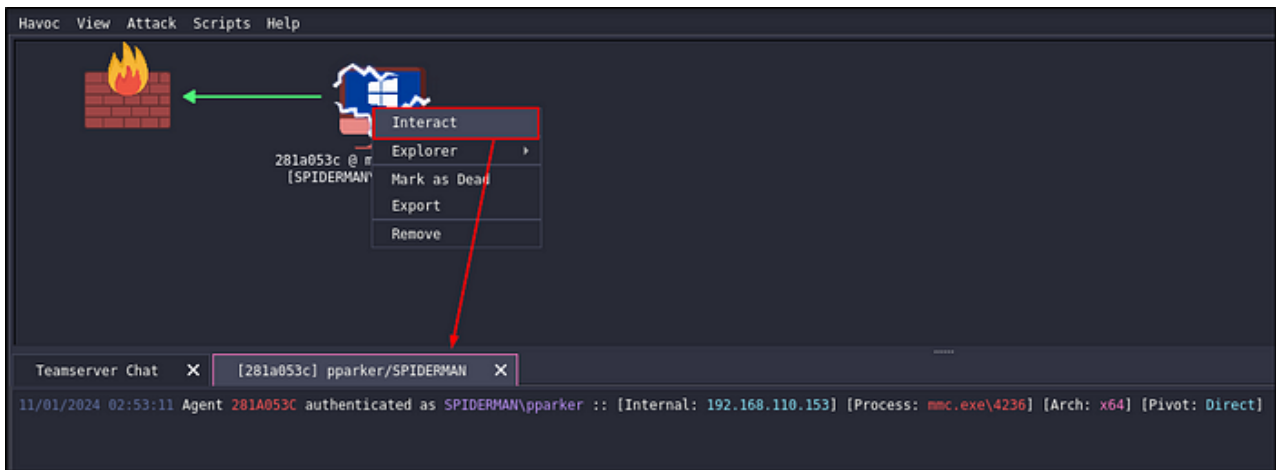 Havoc View Attack Scripts Help
Interact
Explorer
281a053c @ m
[SPIDERMAN\
Mark as Dead
Export
Remove
Teamserver Chat X [281a053c] pparker/SPIDERMAN X
11/01/2024 02:53:11 Agent 281A053C authenticated as SPIDERMAN\pparker :: [Internal: 192.168.110.153] [Process: mmc.exe\4236] [Arch: x64] [Pivot: Direct]